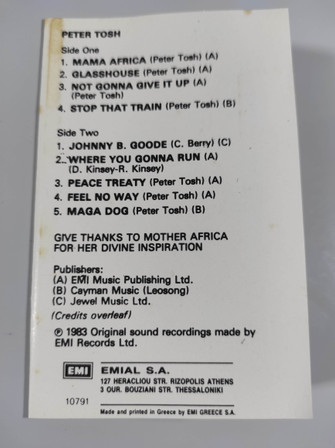 PETER TOSH
Side One
1. MAMA AFRICA (Peter Tosh) (A)
2. GLASSHOUSE (Peter Tosh) (A)
3. NOT GONNA GIVE IT UP (A)
(Peter Tosh)
4. STOP THAT TRAIN (Peter Tosh) (B)
Side Two
1. JOHNNY B. GOODE (C. Berry) (C)
2. WHERE YOU GONNA RUN (A)
(D. Kinsey-R. Kinsey)
3. PEACE TREATY (Peter Tosh) (A)
4. FEEL NO WAY (Peter Tosh) (A)
5. MAGA DOG (Peter Tosh) (B)
GIVE THANKS TO MOTHER AFRICA
FOR HER DIVINE INSPIRATION
Publishers:
(A) EMI Music Publishing Ltd.
(B) Cayman Music (Leosong)
(C) Jewel Music Ltd.
(Credits overleaf)
℗ 1983 Original sound recordings made by
EMI Records Ltd.
EMI EMIAL S.A.
127 HERACLIOU STR. RIZOPOLIS ATHENS
3 OUR. BOUZIANI STR. THESSALONIKI
10791
Made and printed in Greece by EMI GREECE S.A.